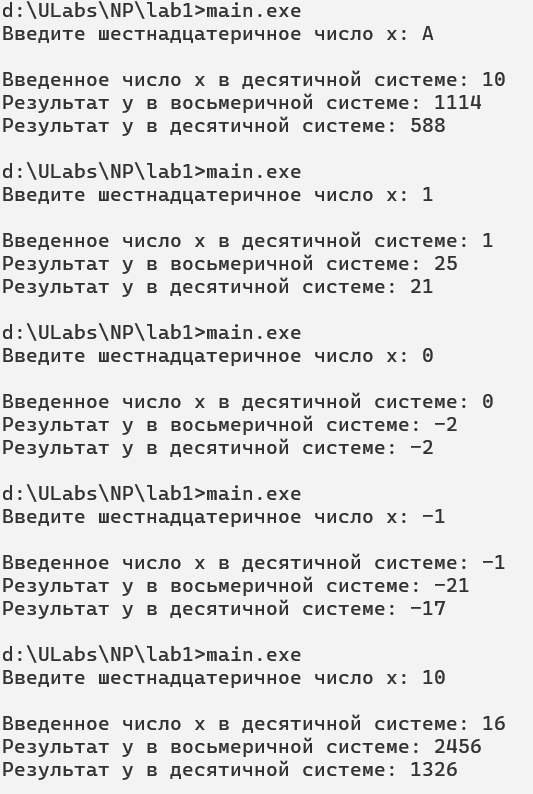 d:\ULabs\NP\lab1>main.exe
Введите шестнадцатеричное число x: A
Введенное число x в десятичной системе: 10
Результат y в восьмеричной системе: 1114
Результат y в десятичной системе: 588
d:\ULabs\NP\lab1>main.exe
Введите шестнадцатеричное число x: 1
Введенное число x в десятичной системе: 1
Результат y в восьмеричной системе: 25
Результат y в десятичной системе: 21
d:\ULabs\NP\lab1>main.exe
Введите шестнадцатеричное число x: 0
Введенное число x в десятичной системе: 0
Результат y в восьмеричной системе: -2
Результат y в десятичной системе: -2
d:\ULabs\NP\lab1>main.exe
Введите шестнадцатеричное число x: -1
Введенное число x в десятичной системе: -1
Результат y в восьмеричной системе: -21
Результат y в десятичной системе: -17
d:\ULabs\NP\lab1>main.exe
Введите шестнадцатеричное число x: 10
Введенное число x в десятичной системе: 16
Результат y в восьмеричной системе: 2456
Результат y в десятичной системе: 1326